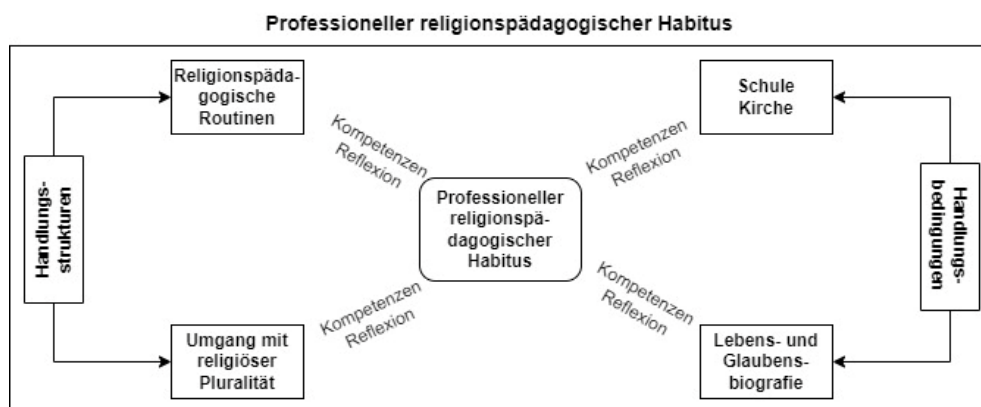 Professioneller religionspädagogischer Habitus
Religionspäda-
gogische
Routinen
Schule
Kirche
Kompetenzen
Reflexion
Kompetenzen
Reflexion
Handlungs-
strukturen
Professioneller
religionspä-
dagogischer
Habitus
Handlungs-
bedingungen
Kompetenzen
Reflexion
Kompetenzen
Reflexion
Umgang mit
religiöser
Pluralität
Lebens- und
Glaubens-
biografie